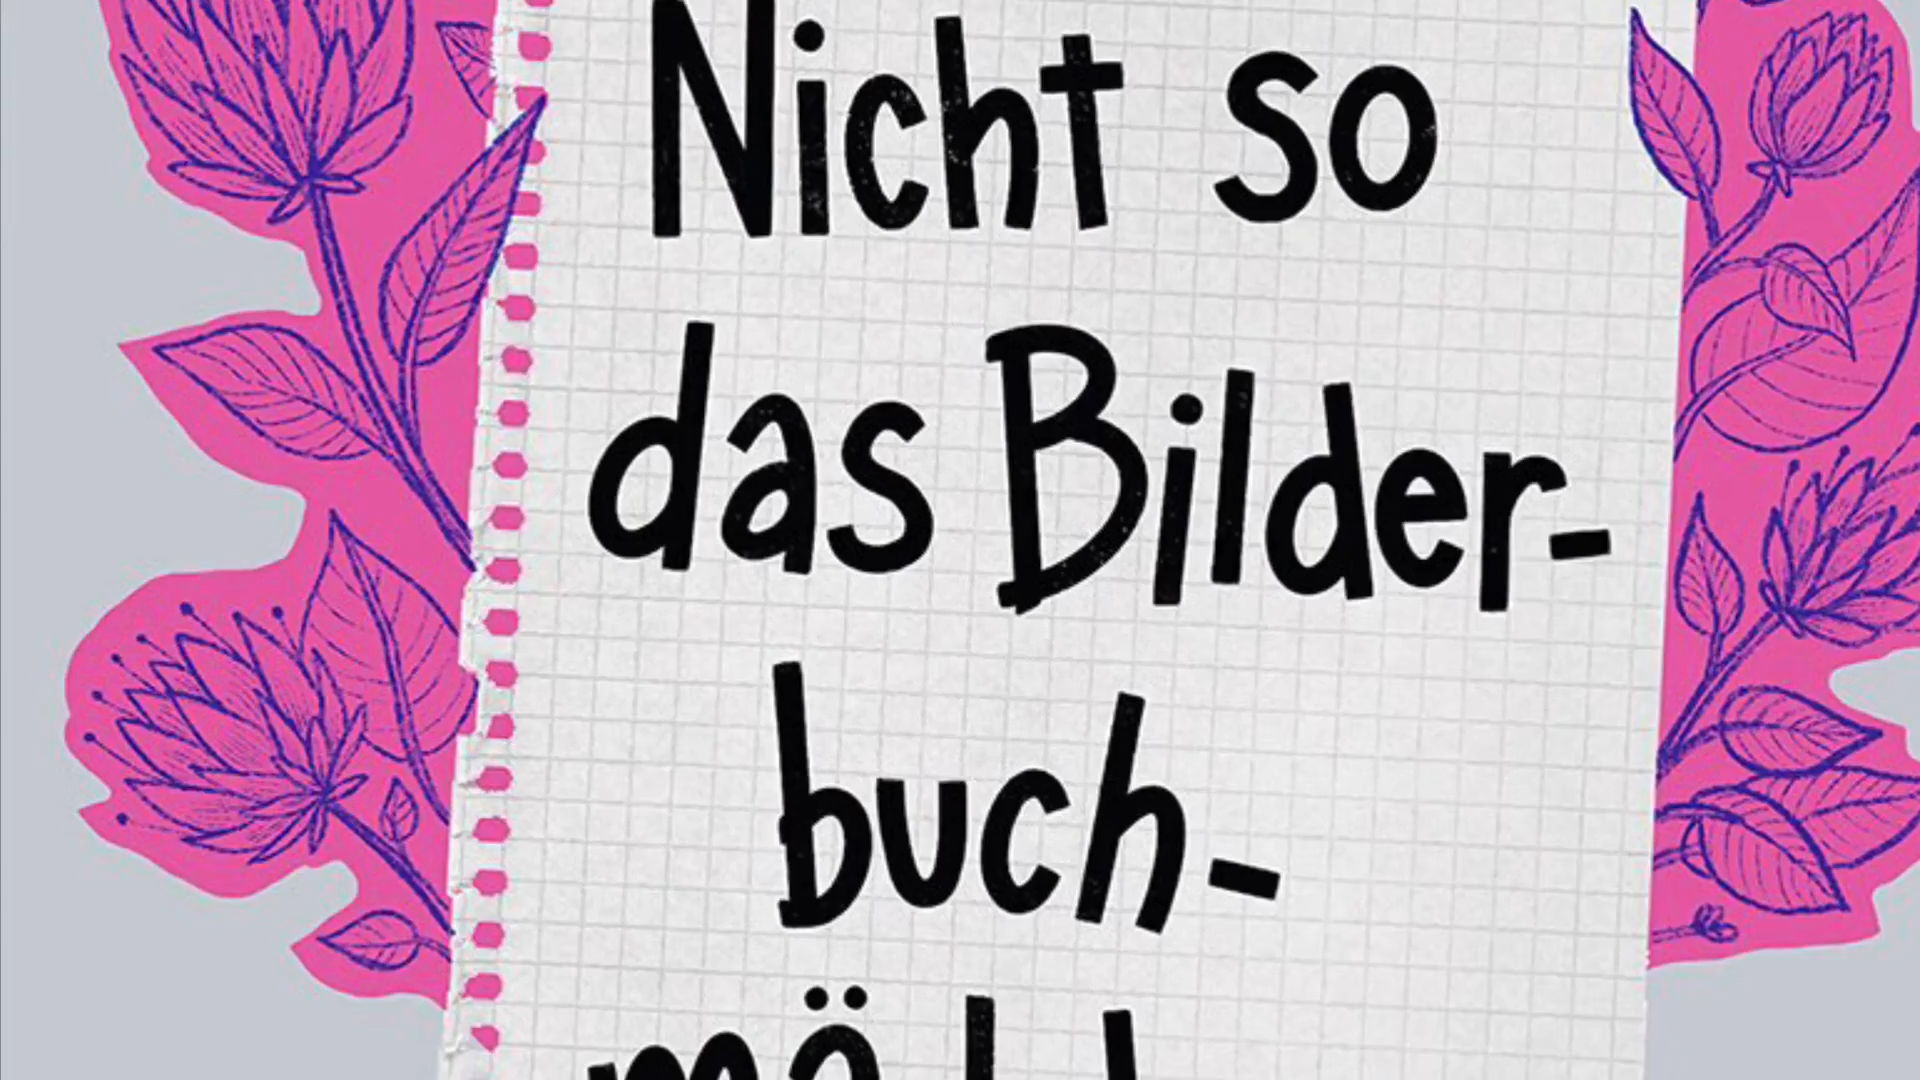 Nicht so
das Bilder-
buch-